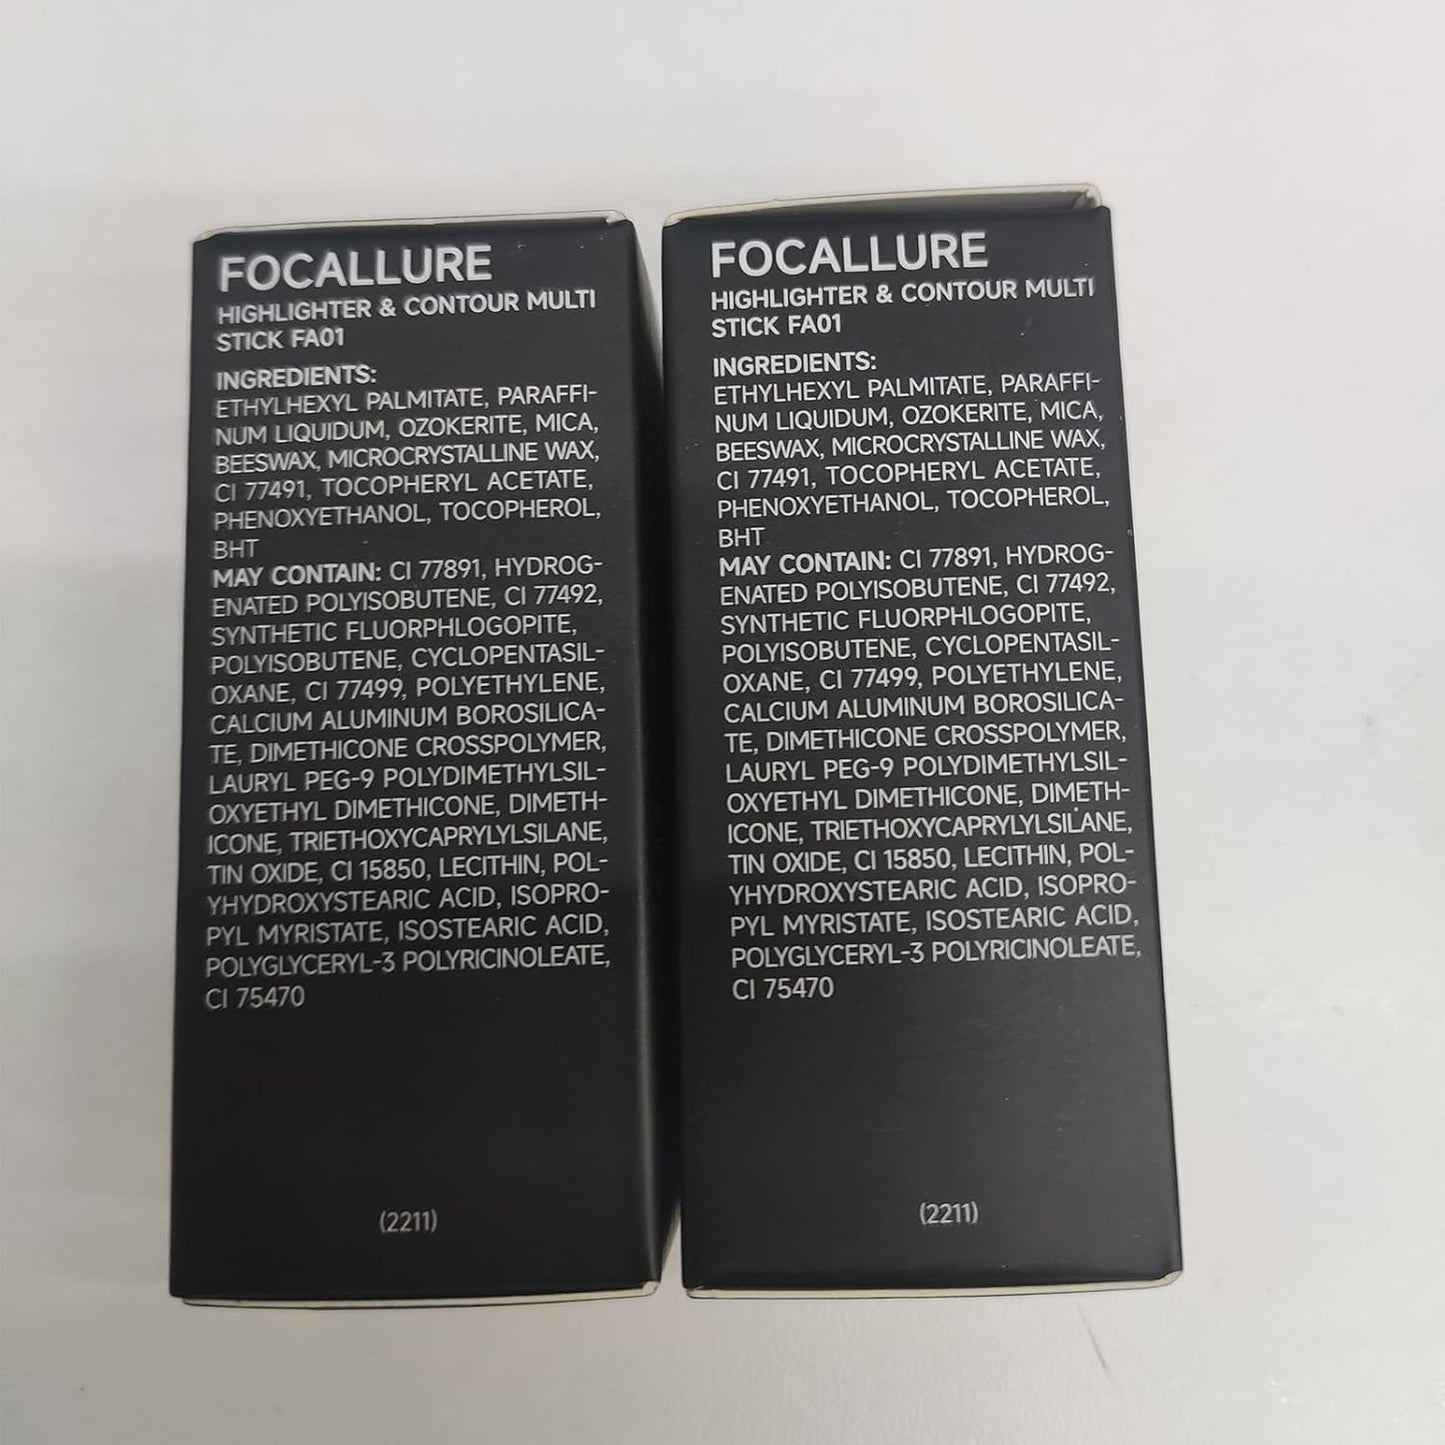 FOCALLURE
HIGHLIGHTER & CONTOUR MULTI
STICK FA01
INGREDIENTS:
ETHYLHEXYL PALMITATE, PARAFFI-
NUM LIQUIDUM, OZOKERITE, MICA,
BEESWAX, MICROCRYSTALLINE WAX,
CI 77491, TOCOPHERYL ACETATE,
PHENOXYETHANOL, TOCOPHEROL,
BHT
MAY CONTAIN: CI 77891, HYDROG-
ENATED POLYISOBUTENE, CI 77492,
SYNTHETIC FLUORPHLOGOPITE,
POLYISOBUTENE, CYCLOPENTASIL-
OXANE, CI 77499, POLYETHYLENE,
CALCIUM ALUMINUM BOROSILICA-
TE, DIMETHICONE CROSSPOLYMER,
LAURYL PEG-9 POLYDIMETHYLSIL-
OXYETHYL DIMETHICONE, DIMETH-
ICONE, TRIETHOXYCAPRYLYLSILANE,
TIN OXIDE, CI 15850, LECITHIN, POL-
YHYDROXYSTEARIC ACID, ISOPRO-
PYL MYRISTATE, ISOSTEARIC ACID,
POLYGLYCERYL-3 POLYRICINOLEATE,
CI 75470
(2211)
FOCALLURE
HIGHLIGHTER & CONTOUR MULTI
STICK FA01
INGREDIENTS:
ETHYLHEXYL PALMITATE, PARAFFI-
NUM LIQUIDUM, OZOKERITE, MICA,
BEESWAX, MICROCRYSTALLINE WAX,
CI 77491, TOCOPHERYL ACETATE,
PHENOXYETHANOL, TOCOPHEROL,
BHT
MAY CONTAIN: CI 77891, HYDROG-
ENATED POLYISOBUTENE, CI 77492,
SYNTHETIC FLUORPHLOGOPITE,
POLYISOBUTENE, CYCLOPENTASIL-
OXANE, CI 77499, POLYETHYLENE,
CALCIUM ALUMINUM BOROSILICA-
TE, DIMETHICONE CROSSPOLYMER,
LAURYL PEG-9 POLYDIMETHYLSIL-
OXYETHYL DIMETHICONE, DIMETH-
ICONE, TRIETHOXYCAPRYLYLSILANE,
TIN OXIDE, CI 15850, LECITHIN, POL-
YHYDROXYSTEARIC ACID, ISOPRO-
PYL MYRISTATE, ISOSTEARIC ACID,
POLYGLYCERYL-3 POLYRICINOLEATE,
CI 75470
(2211)